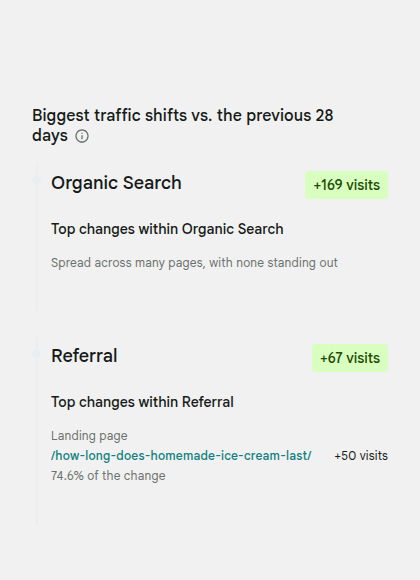 Biggest traffic shifts vs. the previous 28
days
Organic Search
+169 visits
Top changes within Organic Search
Spread across many pages, with none standing out
Referral
+67 visits
Top changes within Referral
Landing page
/how-long-does-homemade-ice-cream-last/ +50 visits
74.6% of the change